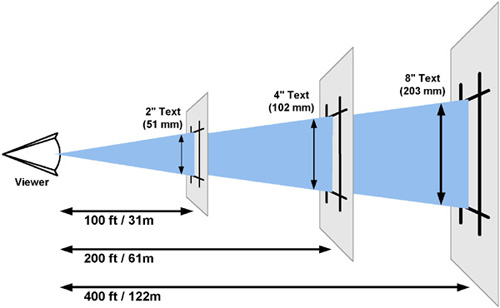 8" Text
(203 mm)
4" Text
(102 mm)
2" Text
(51 mm)
Viewer
100 ft / 31m
200 ft / 61m
400 ft / 122m